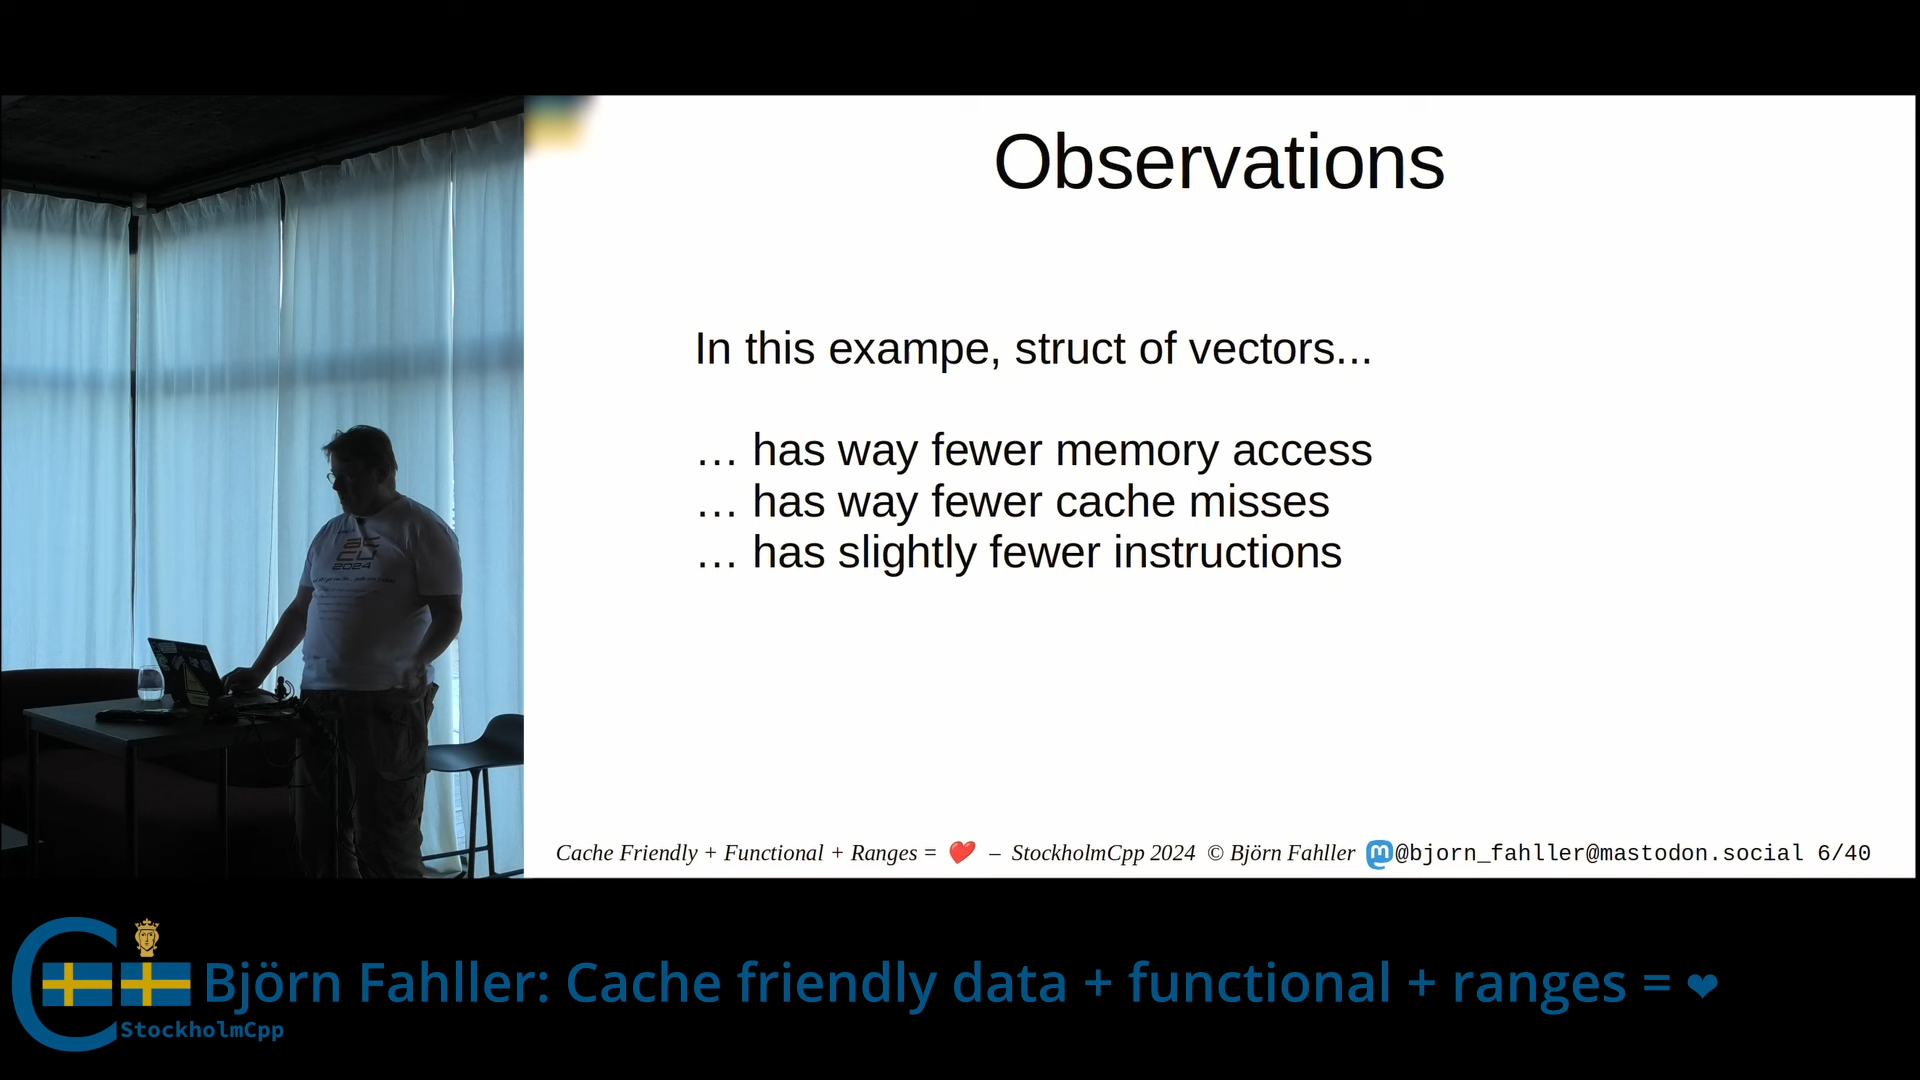 Observations
In this exampe, struct of vectors...
… has way fewer memory access
… has way fewer cache misses
… has slightly fewer instructions
Cache Friendly + Functional + Ranges = ❤️ – StockholmCpp 2024 © Björn Fahller @bjorn_fahller@mastodon.social 6/40
accu
2024
Björn Fahller: Cache friendly data + functional + ranges = ❤
StockholmCpp